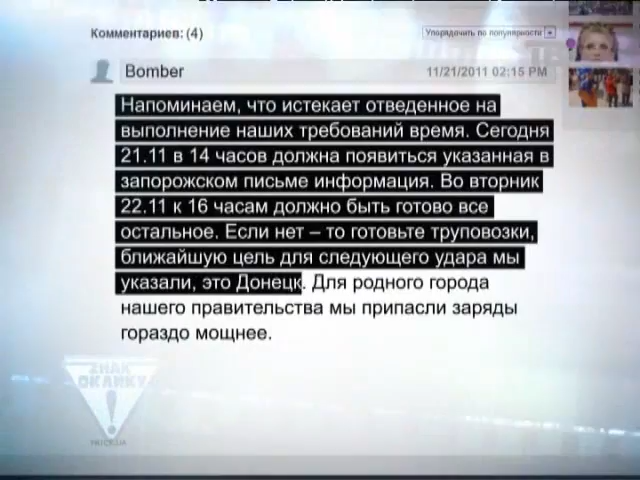 Комментариев: (4)
Упорядочить по популярности
Bomber
11/21/2011 02:15 PM
Напоминаем, что истекает отведенное на
выполнение наших требований время. Сегодня
21.11 в 14 часов должна появиться указанная в
запорожском письме информация. Во вторник
22.11 к 16 часам должно быть готово все
остальное. Если нет – то готовьте труповозки,
ближайшую цель для следующего удара мы
указали, это Донецк. Для родного города
нашего правительства мы припасли заряды
гораздо мощнее.
ZНАК
ОКЛИКУ
!